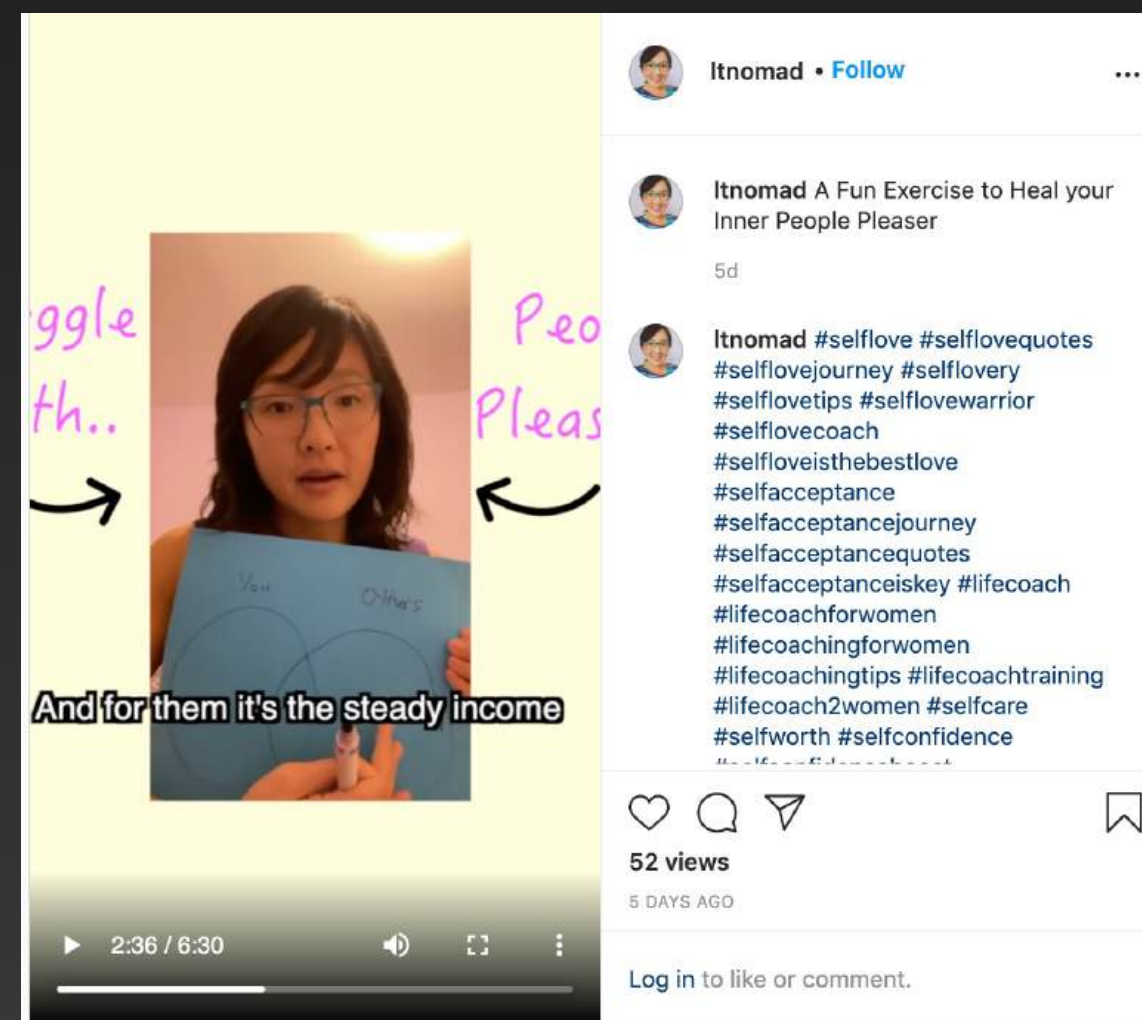 ggle
th..
Peo
Pleas
You
Others
And for them it's the steady income
2:36 / 6:30
ltnomad • Follow
ltnomad A Fun Exercise to Heal your
Inner People Pleaser
5d
ltnomad #selflove #selflovequotes
#selflovejourney #selflovery
#selflovetips #selflovewarrior
#selflovecoach
#selfloveisthebestlove
#selfacceptance
#selfacceptancejourney
#selfacceptancequotes
#selfacceptanceiskey #lifecoach
#lifecoachforwomen
#lifecoachingforwomen
#lifecoachingtips #lifecoachtraining
#lifecoach2women #selfcare
#selfworth #selfconfidence
52 views
5 DAYS AGO
Log in to like or comment.